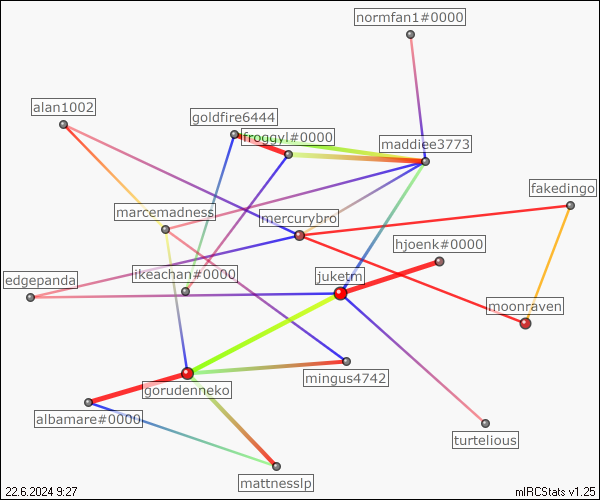 normfan1#0000
alan1002
goldfire6444
froggyl#0000
maddiee3773
fakedingo
marcemadness
mercurybro
hjoenk#0000
edgepanda
ikeachan#0000
juketm
moonraven
mingus4742
gorudenneko
albamare#0000
turtelious
mattnesslp
22.6.2024 9:27
mIRCStats v1.25